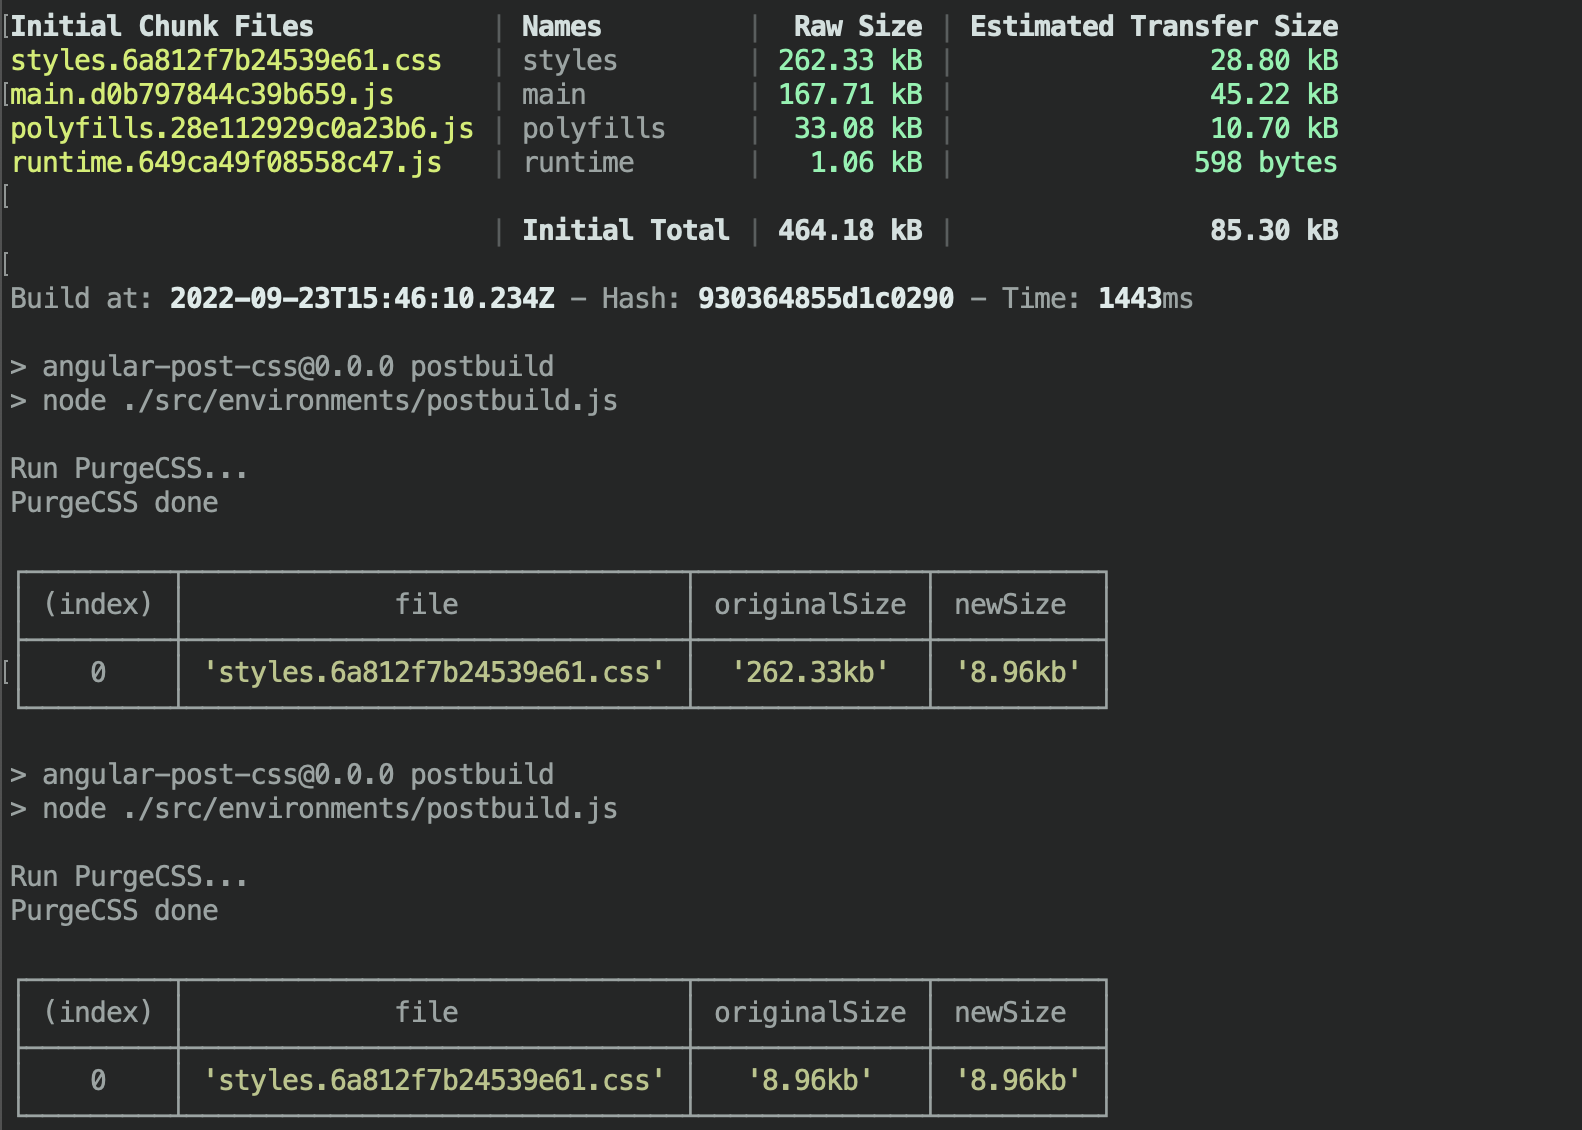 Initial Chunk Files | Names | Raw Size | Estimated Transfer Size
styles.6a812f7b24539e61.css | styles | 262.33 kB | 28.80 kB
main.d0b797844c39b659.js | main | 167.71 kB | 45.22 kB
polyfills.28e112929c0a23b6.js | polyfills | 33.08 kB | 10.70 kB
runtime.649ca49f08558c47.js | runtime | 1.06 kB | 598 bytes
| Initial Total | 464.18 kB | 85.30 kB
Build at: 2022-09-23T15:46:10.234Z - Hash: 930364855d1c0290 - Time: 1443ms
> angular-post-css@0.0.0 postbuild
> node ./src/environments/postbuild.js
Run PurgeCSS...
PurgeCSS done
(index) file originalSize newSize
0 'styles.6a812f7b24539e61.css' '262.33kb' '8.96kb'
> angular-post-css@0.0.0 postbuild
> node ./src/environments/postbuild.js
Run PurgeCSS...
PurgeCSS done
(index) file originalSize newSize
0 'styles.6a812f7b24539e61.css' '8.96kb' '8.96kb'